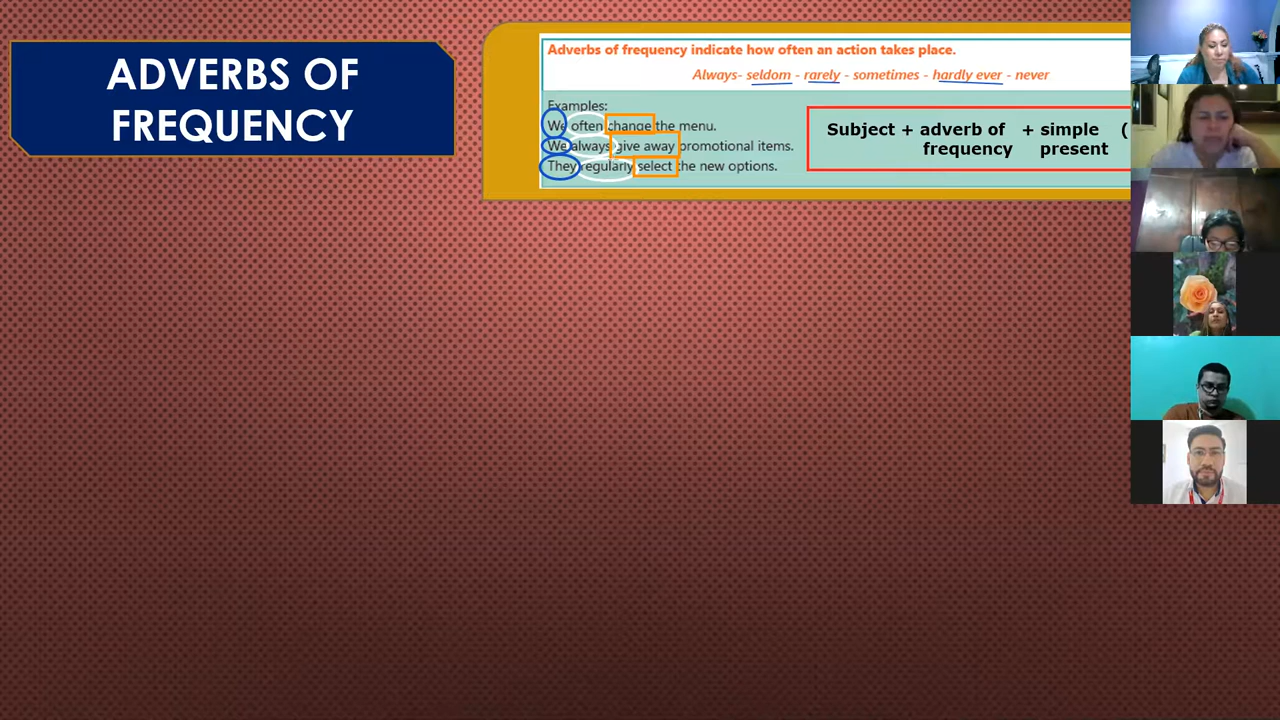 ADVERBS OF
FREQUENCY
Adverbs of frequency indicate how often an action takes place.
Always- seldom - rarely - sometimes - hardly ever - never
Examples:
We often change the menu.
We always give away promotional items.
They regularly select the new options.
Subject + adverb of + simple (
frequency present